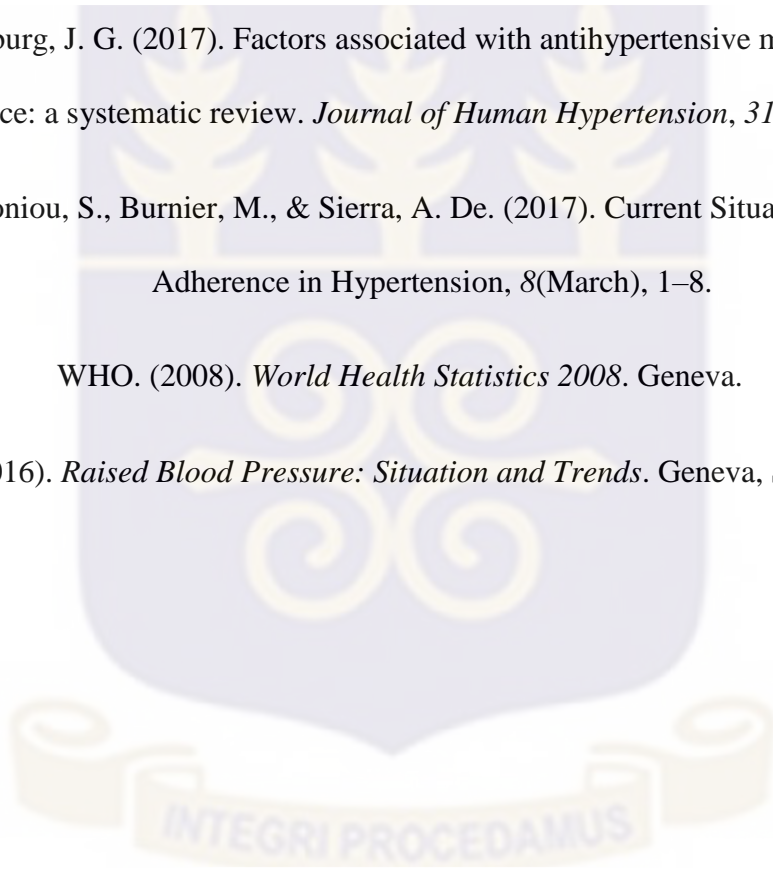 burg, J. G. (2017). Factors associated with antihypertensive m
ce: a systematic review. Journal of Human Hypertension, 31
oniou, S., Burnier, M., & Sierra, A. De. (2017). Current Situa
Adherence in Hypertension, 8(March), 1–8.
WHO. (2008). World Health Statistics 2008. Geneva.
016). Raised Blood Pressure: Situation and Trends. Geneva,
INTEGRI PROCEDAMUS